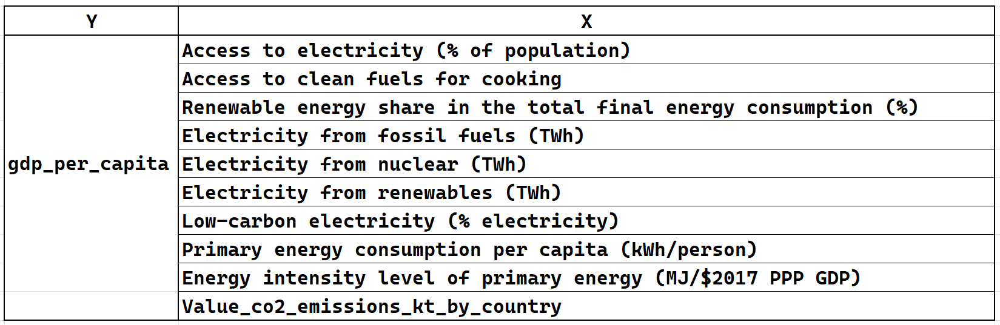 Y
X
gdp_per_capita
Access to electricity (% of population)
Access to clean fuels for cooking
Renewable energy share in the total final energy consumption (%)
Electricity from fossil fuels (TWh)
Electricity from nuclear (TWh)
Electricity from renewables (TWh)
Low-carbon electricity (% electricity)
Primary energy consumption per capita (kWh/person)
Energy intensity level of primary energy (MJ/$2017 PPP GDP)
Value_co2_emissions_kt_by_country